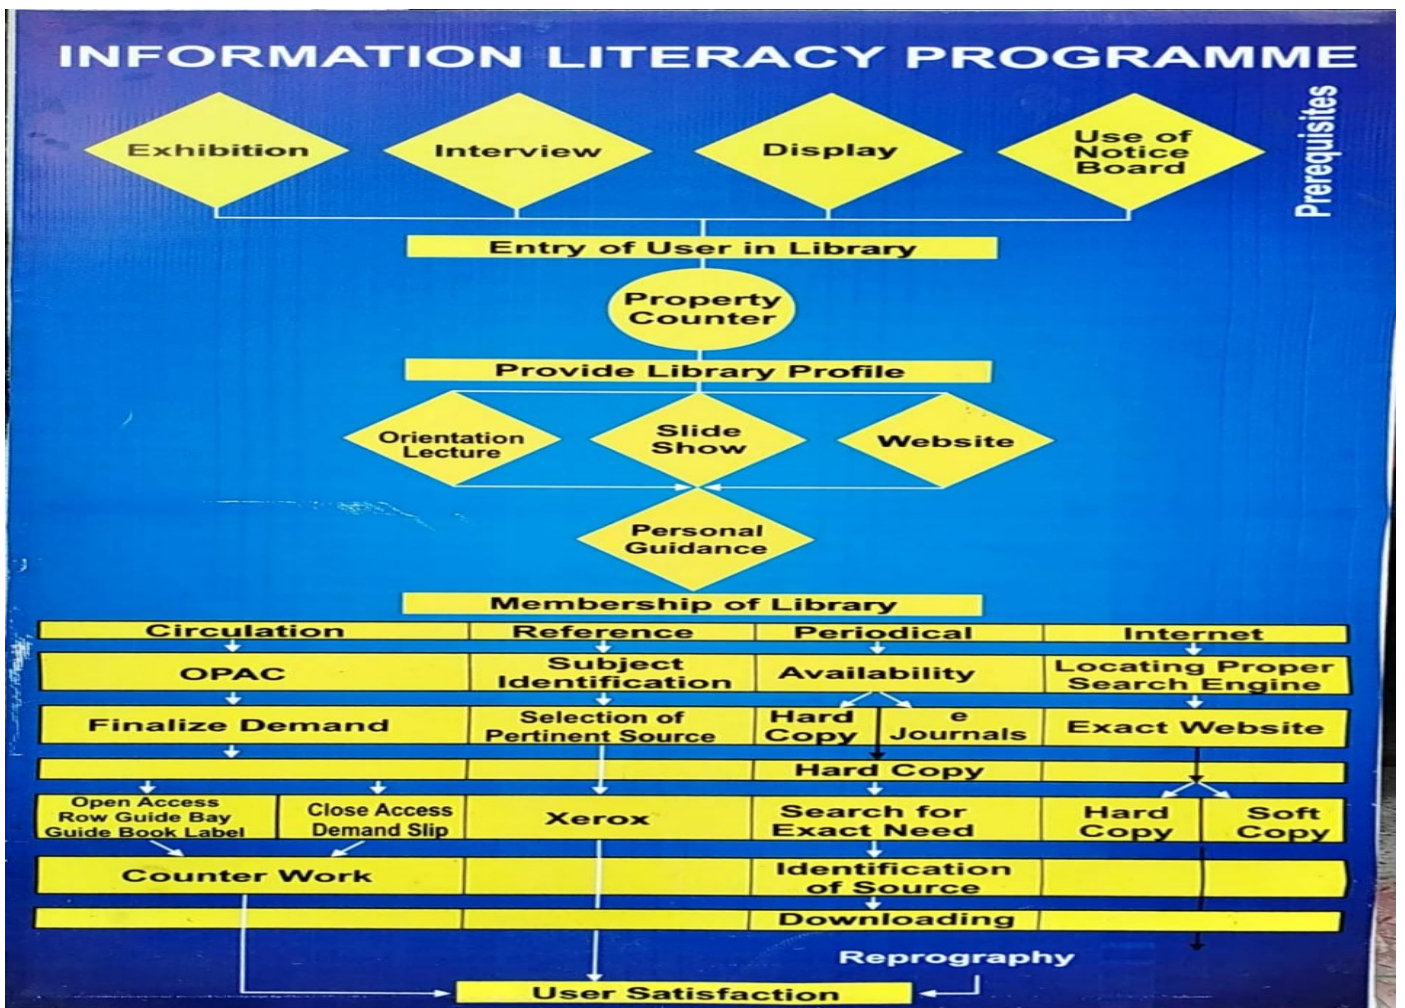 INFORMATION LITERACY PROGRAMME
Prerequisites
Exhibition
Interview
Display
Use of
Notice
Board
Entry of User in Library
Property
Counter
Provide Library Profile
Orientation
Lecture
Slide
Show
Website
Personal
Guidance
Membership of Library
Circulation
Reference
Periodical
Internet
OPAC
Subject
Identification
Availability
Locating Proper
Search Engine
Finalize Demand
Selection of
Pertinent Source
Hard
Copy
e
Journals
Exact Website
Hard Copy
Open Access
Row Guide Bay
Guide Book Label
Close Access
Demand Slip
Xerox
Search for
Exact Need
Hard
Copy
Soft
Copy
Counter Work
Identification
of Source
Downloading
Reprography
User Satisfaction